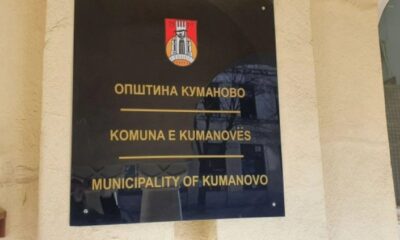 ОПШТИНА КУМАНОВО
KOMUNA E KUMANOVËS
MUNICIPALITY OF KUMANOVO